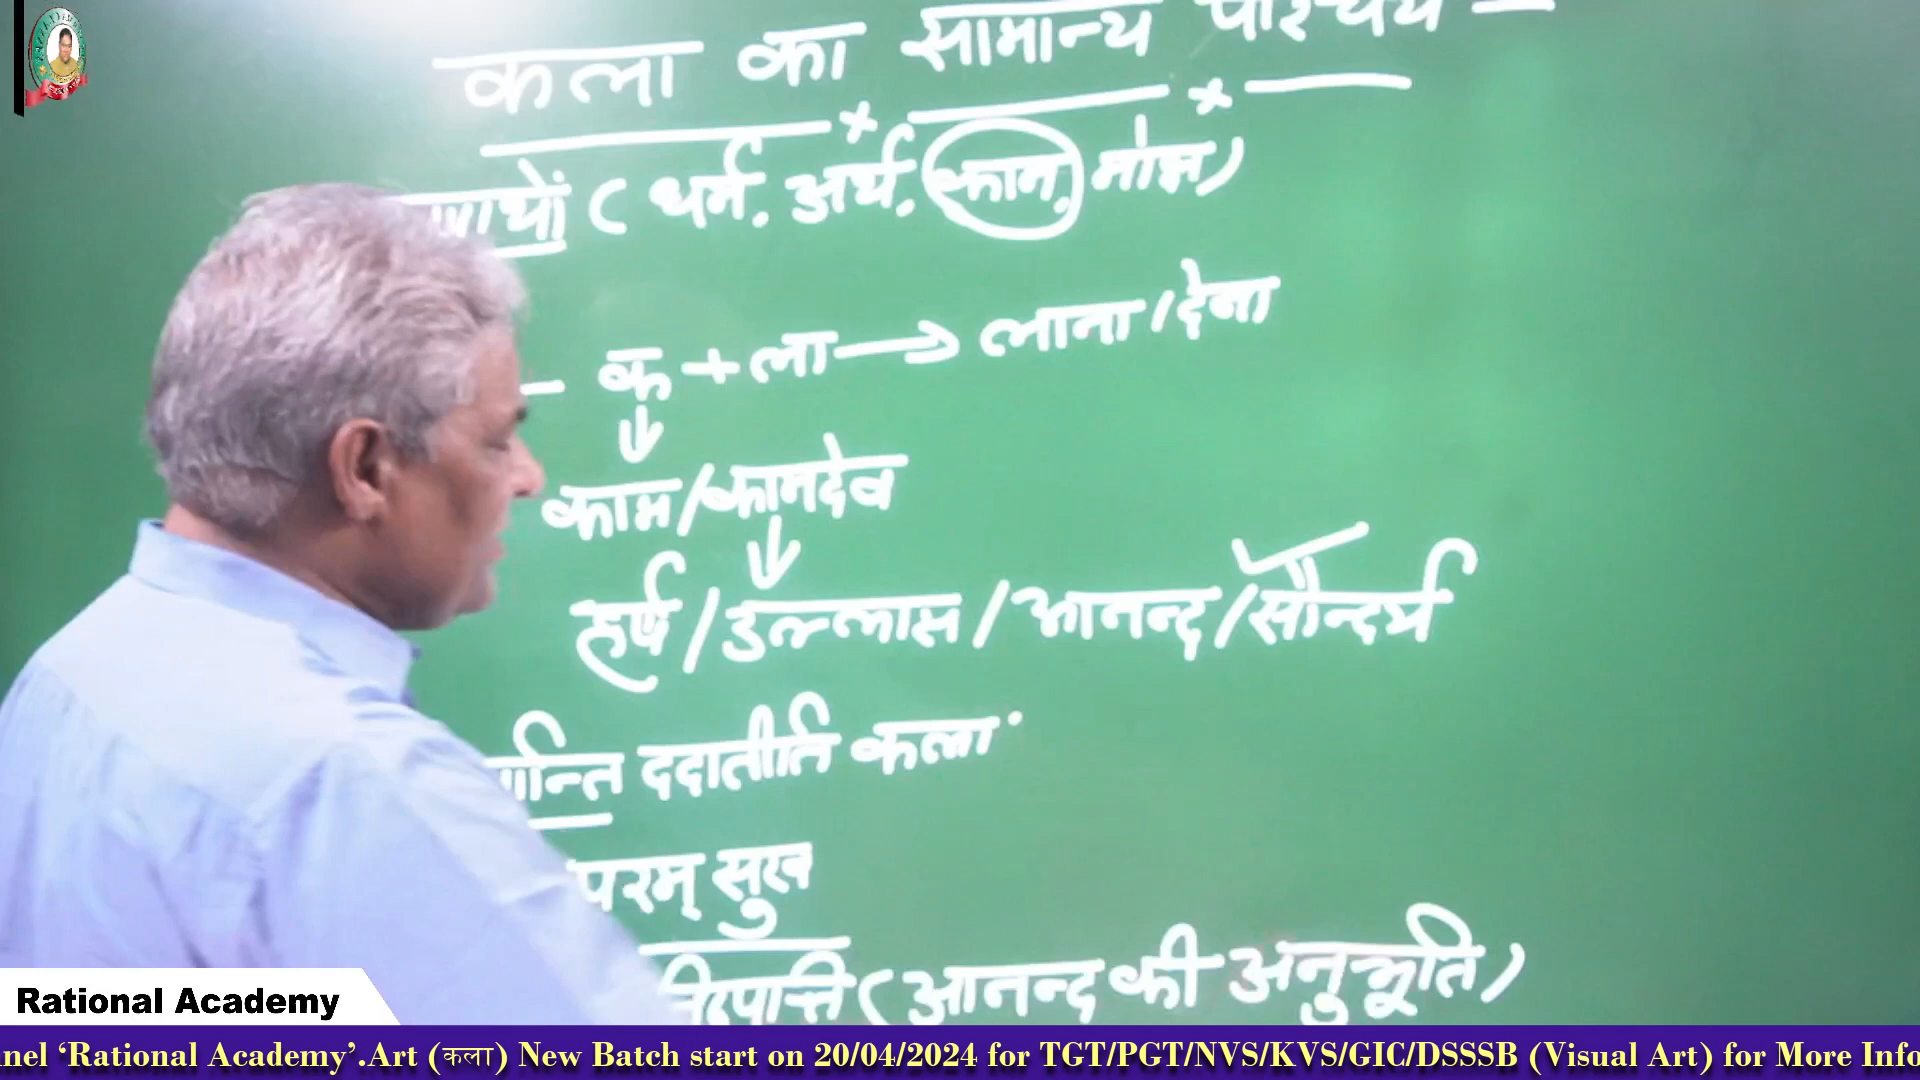 कला का सामान्य परिचय —
( धर्म. अर्थ. काम. मोक्ष)
— क + ला → लाना / देना
काम / कामदेव
हर्ष / उल्लास / आनन्द / सौन्दर्य
ददातीति कला
परम् सुख
( आनन्द की अनुभूति )
Rational Academy
nel ‘Rational Academy’.Art (कला) New Batch start on 20/04/2024 for TGT/PGT/NVS/KVS/GIC/DSSSB (Visual Art) for More Info